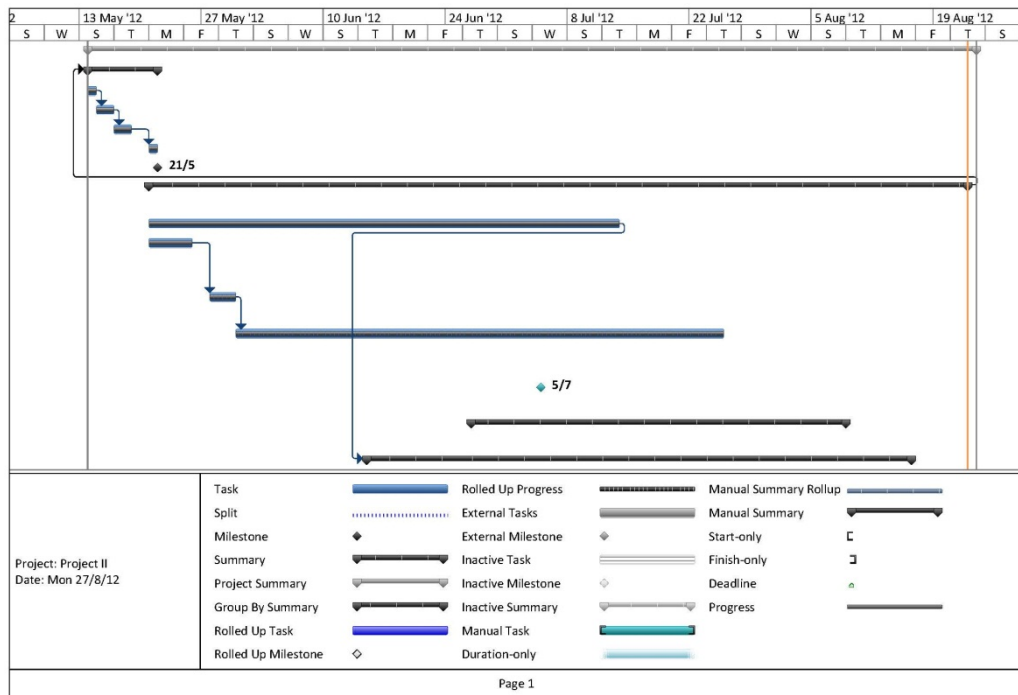 2 13 May '12 27 May '12 10 Jun '12 24 Jun '12 8 Jul '12 22 Jul '12 5 Aug '12 19 Aug '12
S W S T M F T S W S T M F T S W S T M F T S W S T M F T S
21/5
5/7
Task Rolled Up Progress Manual Summary Rollup
Split External Tasks Manual Summary
Milestone External Milestone Start-only
Summary Inactive Task Finish-only
Project: Project II
Date: Mon 27/8/12
Project Summary Inactive Milestone Deadline
Group By Summary Inactive Summary Progress
Rolled Up Task Manual Task
Rolled Up Milestone Duration-only
Page 1